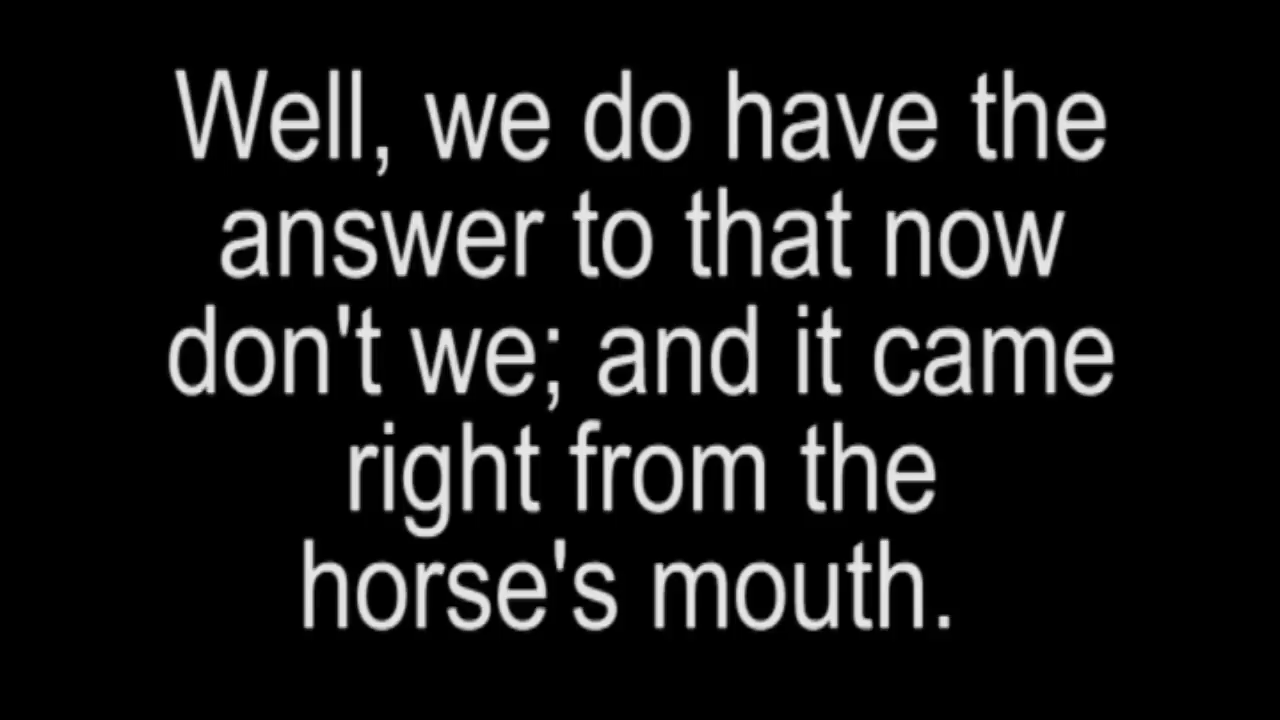 Well, we do have the
answer to that now
don't we; and it came
right from the
horse's mouth.